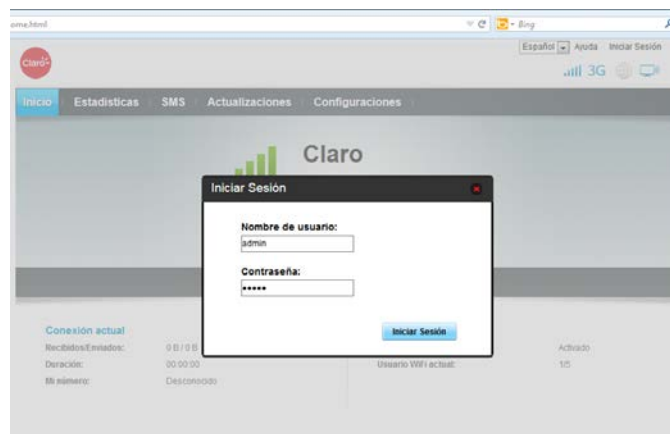 ome.html
Bing
Español Ayuda Iniciar Sesión
Claro
3G
Inicio Estadísticas SMS Actualizaciones Configuraciones
Claro
Iniciar Sesión
Nombre de usuario:
admin
Contraseña:
•••••
Iniciar Sesión
Conexión actual
Recibidos/Enviados: 0 B / 0 B
Activado
Duración: 00:00:00
Usuario WiFi actual: 1/5
Mi número: Desconocido